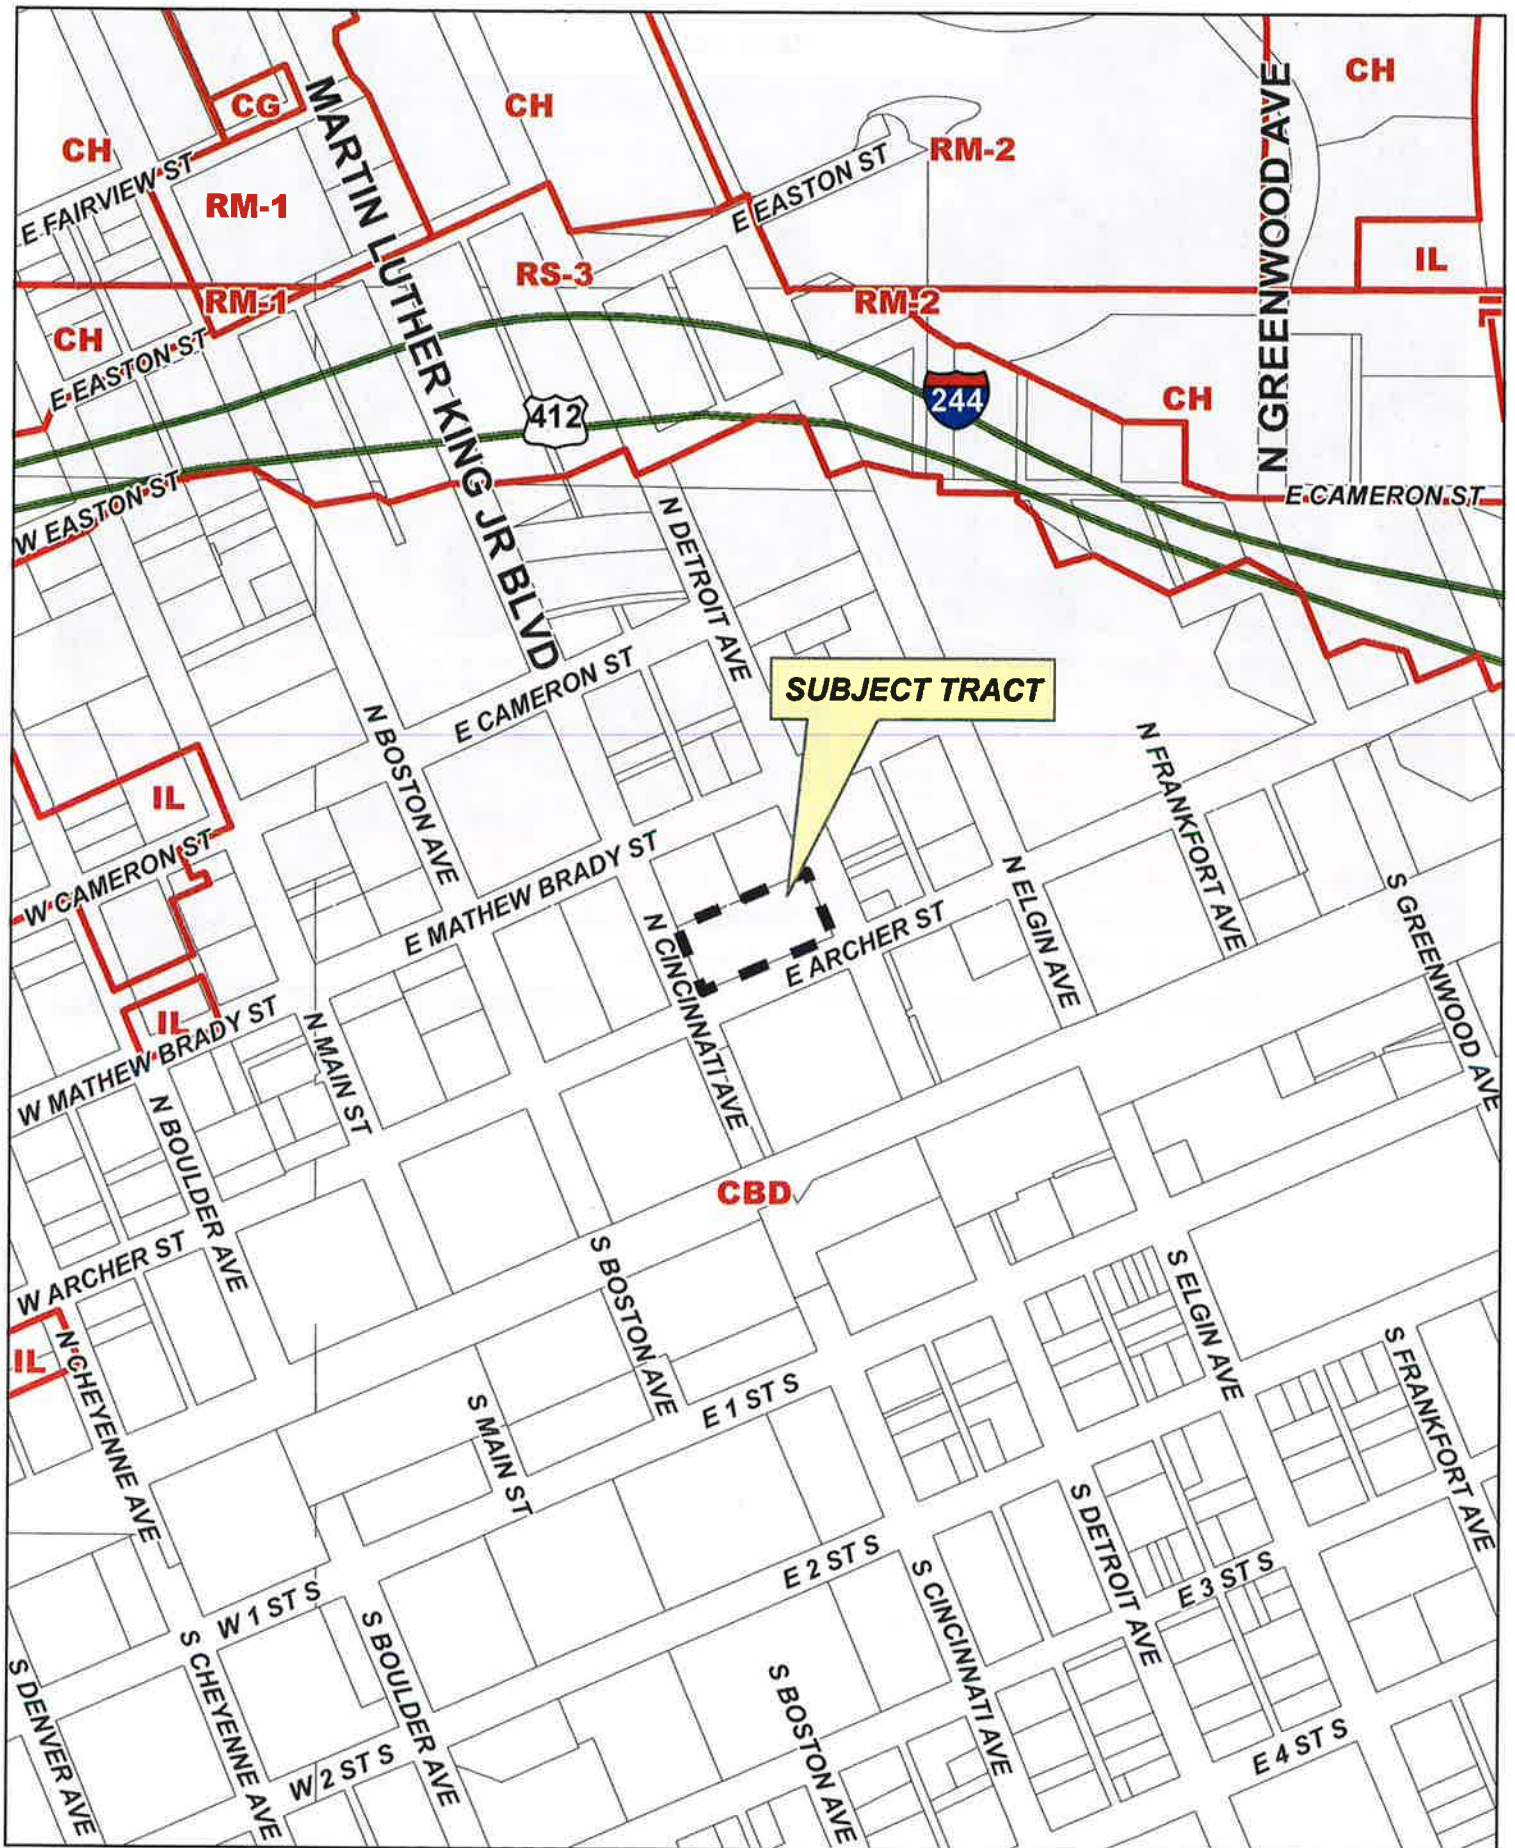 CH
CG
CH
CH
E FAIRVIEW ST
RM-1
MARTIN LUTHER KING JR BLVD
RM-2
E EASTON ST
N GREENWOOD AVE
IL
RS-3
RM-1
RM-2
IL
CH
E EASTON ST
412
244
CH
W EASTON ST
E CAMERON ST
N DETROIT AVE
E CAMERON ST
SUBJECT TRACT
N BOSTON AVE
N FRANKFORT AVE
IL
W CAMERON ST
E MATHEW BRADY ST
N ELGIN AVE
S GREENWOOD AVE
N CINCINNATI AVE
E ARCHER ST
IL
W MATHEW BRADY ST
N MAIN ST
N BOULDER AVE
CBD
W ARCHER ST
S BOSTON AVE
S ELGIN AVE
IL
N CHEYENNE AVE
S FRANKFORT AVE
E 1 ST S
S MAIN ST
S DETROIT AVE
E 2 ST S
E 3 ST S
W 1 ST S
S CINCINNATI AVE
S BOULDER AVE
S CHEYENNE AVE
S DENVER AVE
S BOSTON AVE
E 4 ST S
W 2 ST S